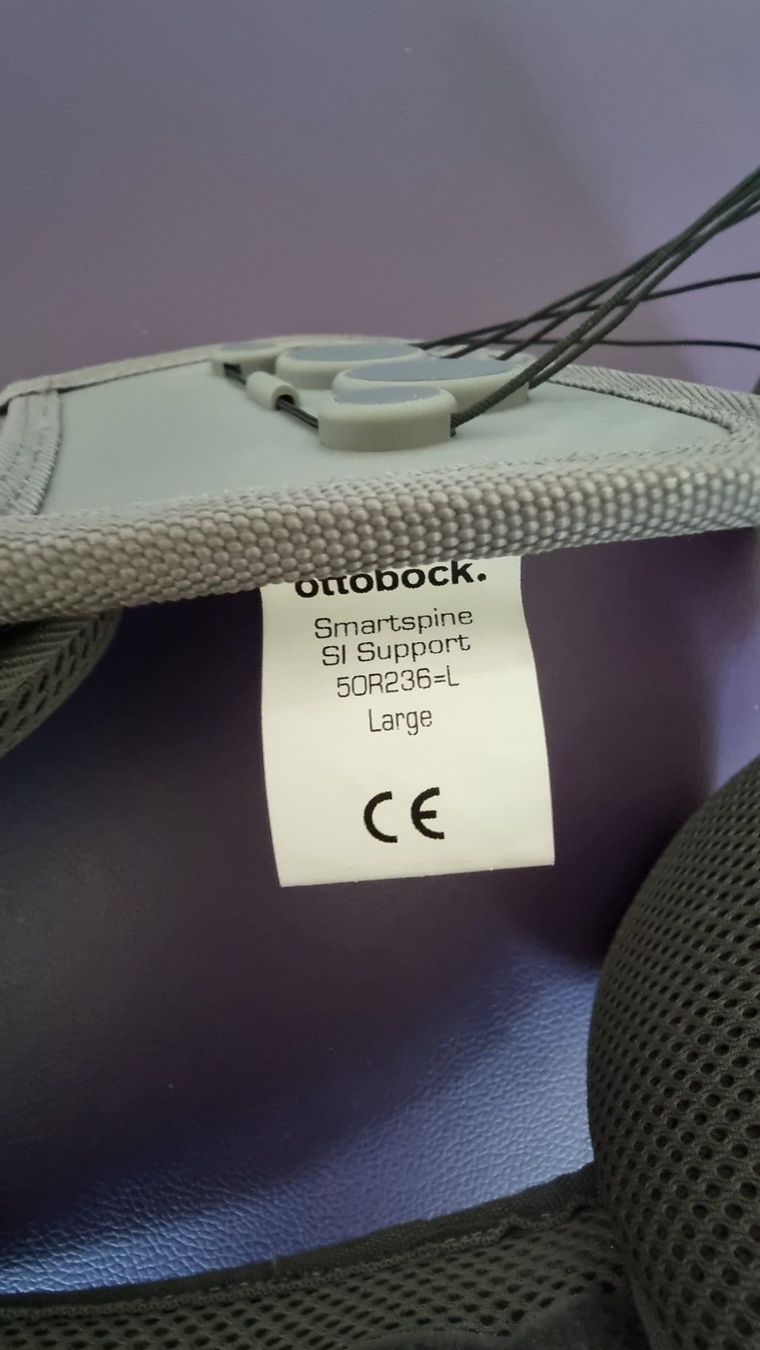 ottobock.
Smartspine
SI Support
50R236=L
Large
CE